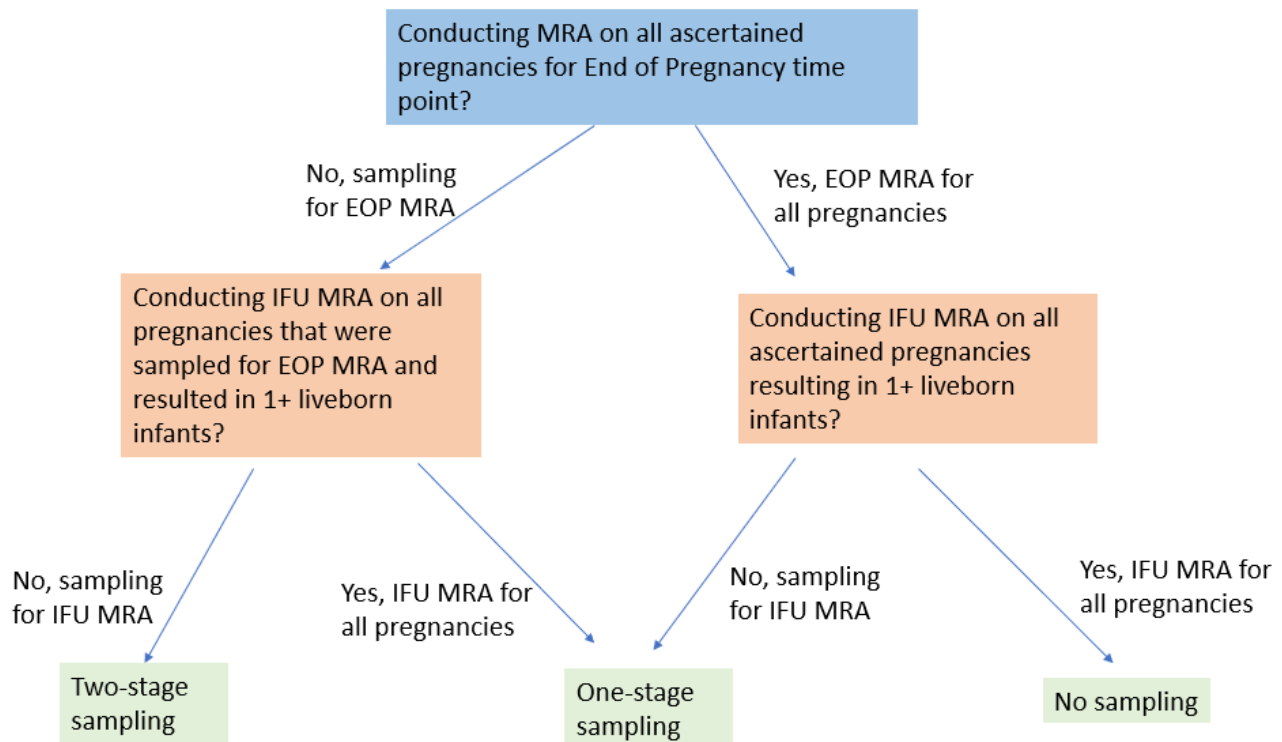 Conducting MRA on all ascertained
pregnancies for End of Pregnancy time
point?
No, sampling
for EOP MRA
Yes, EOP MRA for
all pregnancies
Conducting IFU MRA on all
pregnancies that were
sampled for EOP MRA and
resulted in 1+ liveborn
infants?
Conducting IFU MRA on all
ascertained pregnancies
resulting in 1+ liveborn
infants?
No, sampling
for IFU MRA
Yes, IFU MRA for
all pregnancies
No, sampling
for IFU MRA
Yes, IFU MRA for
all pregnancies
Two-stage
sampling
One-stage
sampling
No sampling